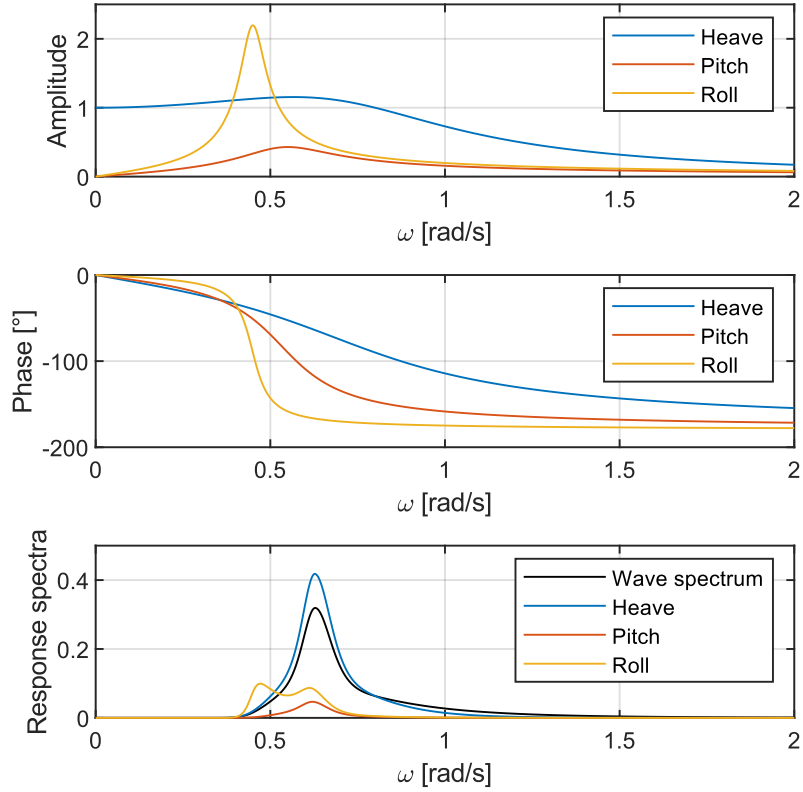 Amplitude
2
1
0
0 0.5 1 1.5 2
ω [rad/s]
Heave
Pitch
Roll
Phase [°]
0
-100
-200
0 0.5 1 1.5 2
ω [rad/s]
Heave
Pitch
Roll
Response spectra
0.4
0.2
0
0 0.5 1 1.5 2
ω [rad/s]
Wave spectrum
Heave
Pitch
Roll